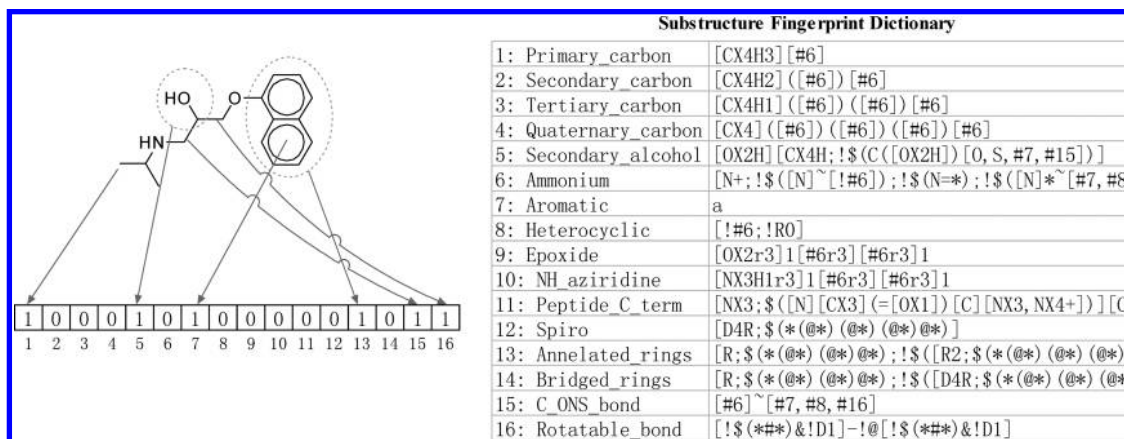 Substructure Fingerprint Dictionary
HO
O
HN
1 0 0 0 1 0 1 0 0 0 0 0 1 0 1 1
1 2 3 4 5 6 7 8 9 10 11 12 13 14 15 16
1: Primary_carbon [CX4H3][#6]
2: Secondary_carbon [CX4H2]([#6])[#6]
3: Tertiary_carbon [CX4H1]([#6])([#6])[#6]
4: Quaternary_carbon [CX4]([#6])([#6])([#6])[#6]
5: Secondary_alcohol [OX2H][CX4H;!$(C([OX2H])[O,S,#7,#15])]
6: Ammonium [N+;!$([N]~[!#6]);!$(N=*);!$([N]*~[#7,#8
7: Aromatic a
8: Heterocyclic [!#6;!R0]
9: Epoxide [OX2r3]1[#6r3][#6r3]1
10: NH_aziridine [NX3H1r3]1[#6r3][#6r3]1
11: Peptide_C_term [NX3;$([N][CX3](=[OX1])[C][NX3,NX4+])][C
12: Spiro [D4R;$(*(@*)(@*)(@*)@*)]
13: Annelated_rings [R;$(*(@*)(@*)@*);!$([R2;$(*(@*)(@*)(@*)
14: Bridged_rings [R;$(*(@*)(@*)@*);!$([D4R;$(*(@*)(@*)(@*
15: C_ONS_bond [#6]~[#7,#8,#16]
16: Rotatable_bond [!$(*#*)&!D1]-!@[!$(*#*)&!D1]